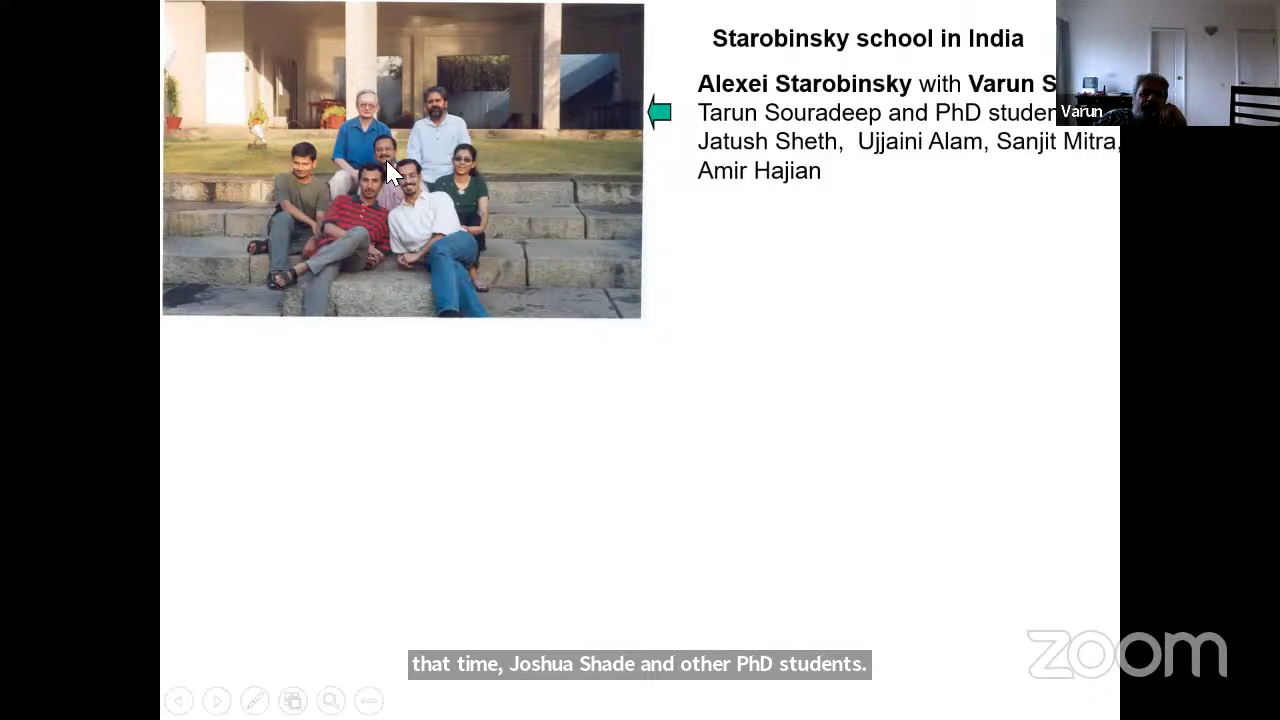 Starobinsky school in India
Alexei Starobinsky with Varun S
Tarun Souradeep and PhD studen
Jatush Sheth, Ujjaini Alam, Sanjit Mitra,
Amir Hajian
Varun
that time, Joshua Shade and other PhD students.
zoom